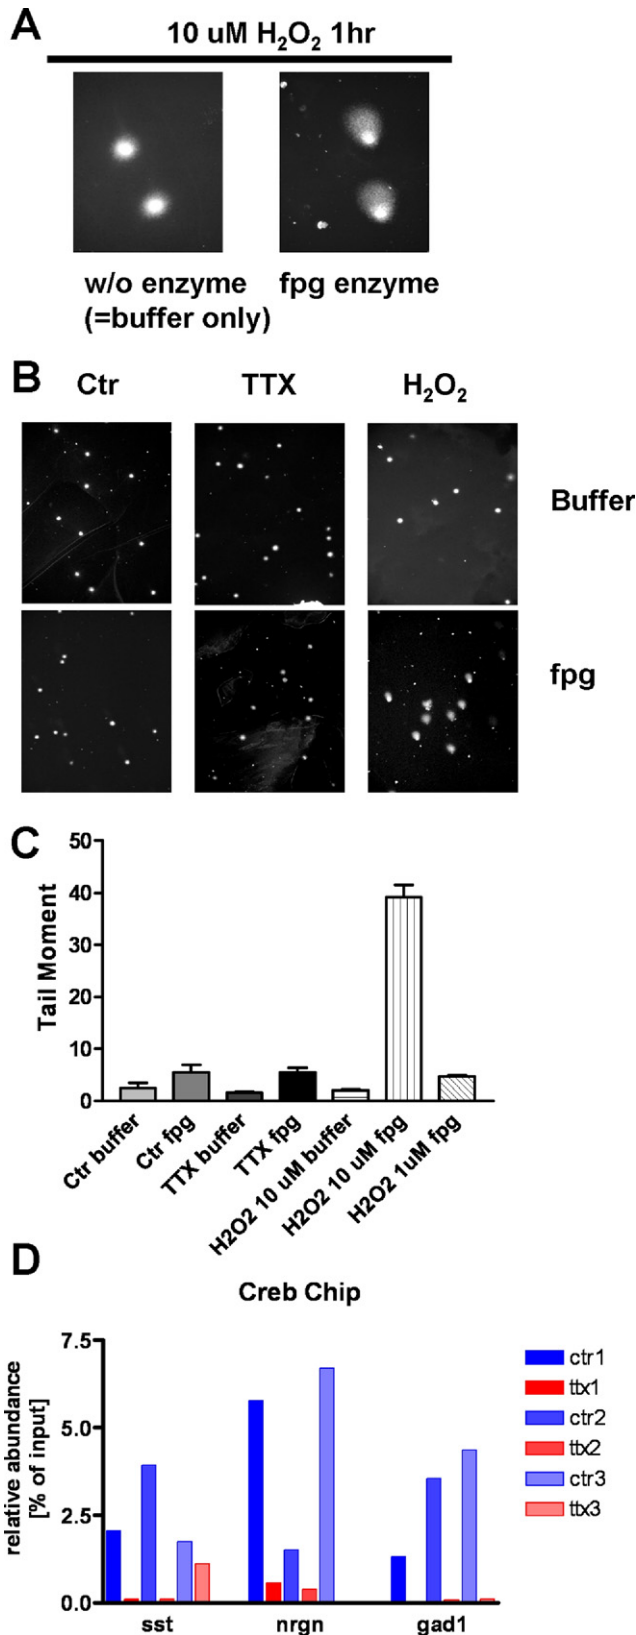 A
10 uM H₂O₂ 1hr
w/o enzyme
(=buffer only)
fpg enzyme
B
Ctr
TTX
H₂O₂
Buffer
fpg
C
Tail Moment
50
40
30
20
10
0
Ctr buffer
Ctr fpg
TTX buffer
TTX fpg
H2O2 10 uM buffer
H2O2 10 uM fpg
H2O2 1uM fpg
D
Creb Chip
relative abundance
[% of input]
7.5
5.0
2.5
0.0
sst
nrgn
gad1
ctr1
ttx1
ctr2
ttx2
ctr3
ttx3